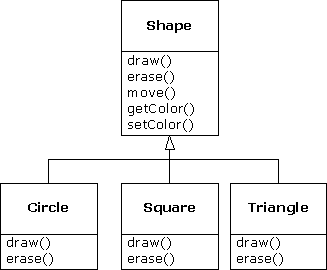 Shape
draw()
erase()
move()
getColor()
setColor()
Circle
draw()
erase()
Square
draw()
erase()
Triangle
draw()
erase()